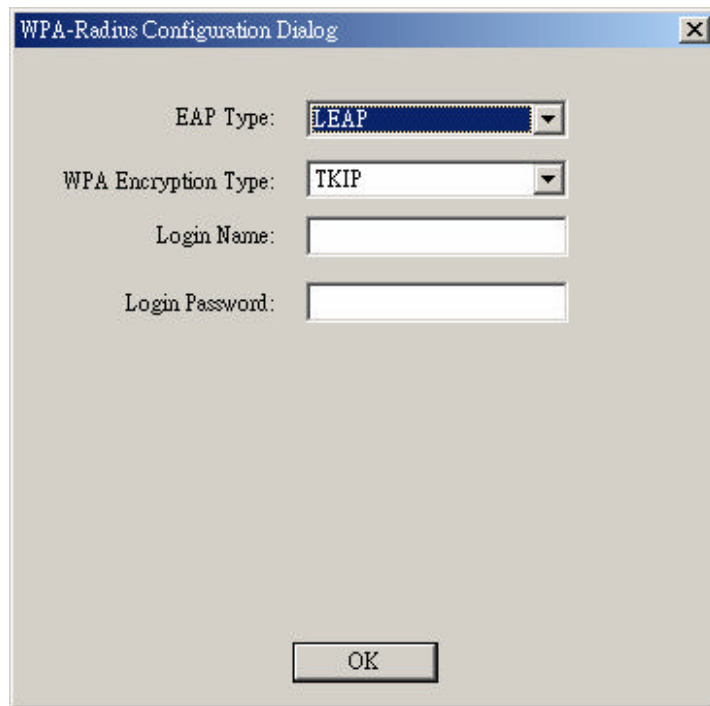 WPA-Radius Configuration Dialog
EAP Type: LEAP
WPA Encryption Type: TKIP
Login Name:
Login Password:
OK